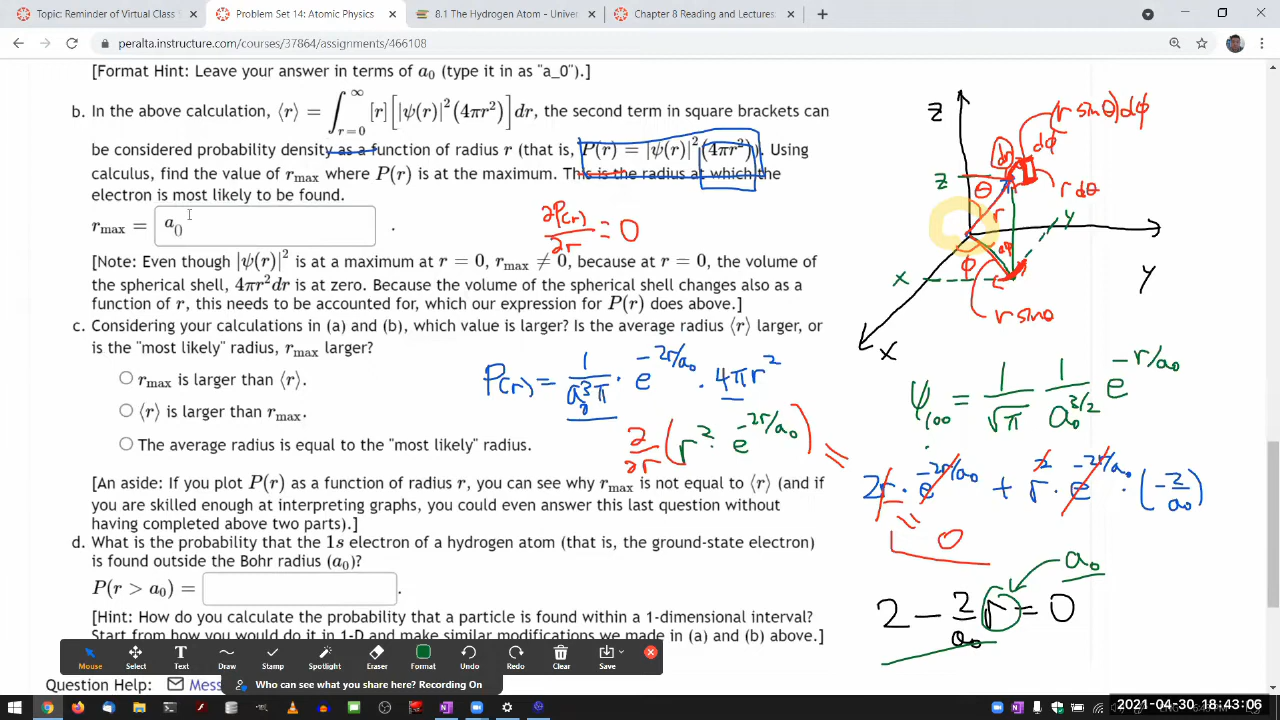 Topic: Reminder of Virtual Class
Problem Set 14: Atomic Physics
8.1 The Hydrogen Atom - Univer
Chapter 8 Reading and Lectures:
peralta.instructure.com/courses/37864/assignments/466108
[Format Hint: Leave your answer in terms of a₀ (type it in as "a_0").]
b. In the above calculation, ⟨r⟩ = ∫_{r=0}^{∞} [r][|ψ(r)|²(4πr²)]dr, the second term in square brackets can
be considered probability density as a function of radius r (that is, P(r) = |ψ(r)|²(4πr²)). Using
calculus, find the value of r_max where P(r) is at the maximum. This is the radius at which the
electron is most likely to be found.
r_max = a₀ .
[Note: Even though |ψ(r)|² is at a maximum at r = 0, r_max ≠ 0, because at r = 0, the volume of
the spherical shell, 4πr²dr is at zero. Because the volume of the spherical shell changes also as a
function of r, this needs to be accounted for, which our expression for P(r) does above.]
c. Considering your calculations in (a) and (b), which value is larger? Is the average radius ⟨r⟩ larger, or
is the "most likely" radius, r_max larger?
r_max is larger than ⟨r⟩.
⟨r⟩ is larger than r_max.
The average radius is equal to the "most likely" radius.
[An aside: If you plot P(r) as a function of radius r, you can see why r_max is not equal to ⟨r⟩ (and if
you are skilled enough at interpreting graphs, you could even answer this last question without
having completed above two parts).]
d. What is the probability that the 1s electron of a hydrogen atom (that is, the ground-state electron)
is found outside the Bohr radius (a₀)?
P(r > a₀) = .
[Hint: How do you calculate the probability that a particle is found within a 1-dimensional interval?
Start from how you would do it in 1-D and make similar modifications we made in (a) and (b) above.]
Question Help: Mess
∂P(r)/∂r = 0
P(r) = 1/(a₀³π) · e^{-2r/a₀} · 4πr²
∂/∂r (r² · e^{-2r/a₀}) =
z
r sinθ)dϕ
dϕ
dr
z
θ
r dθ
r
y
y
ϕ
dϕ
x
r sinθ
x
ψ₁₀₀ = 1/√π 1/a₀^{3/2} e^{-r/a₀}
2r · e^{-2r/a₀} + r² · e^{-2r/a₀} · (-2/a₀)
= 0
a₀
2 - 2/a₀ r = 0
Mouse Select Text Draw Stamp Spotlight Eraser Format Undo Redo Clear Save
Who can see what you share here? Recording On
2021-04-30 18:43:06